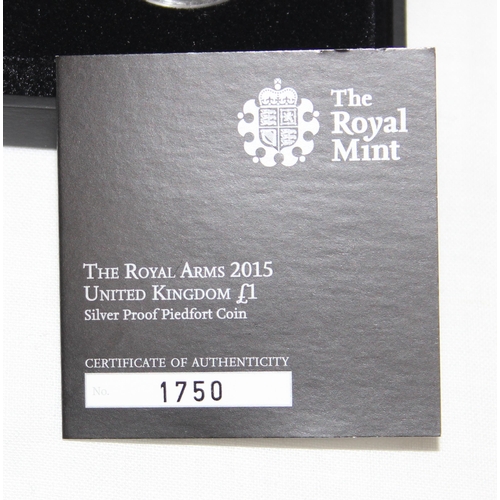 The
Royal
Mint
THE ROYAL ARMS 2015
UNITED KINGDOM £1
Silver Proof Piedfort Coin
CERTIFICATE OF AUTHENTICITY
No. 1750